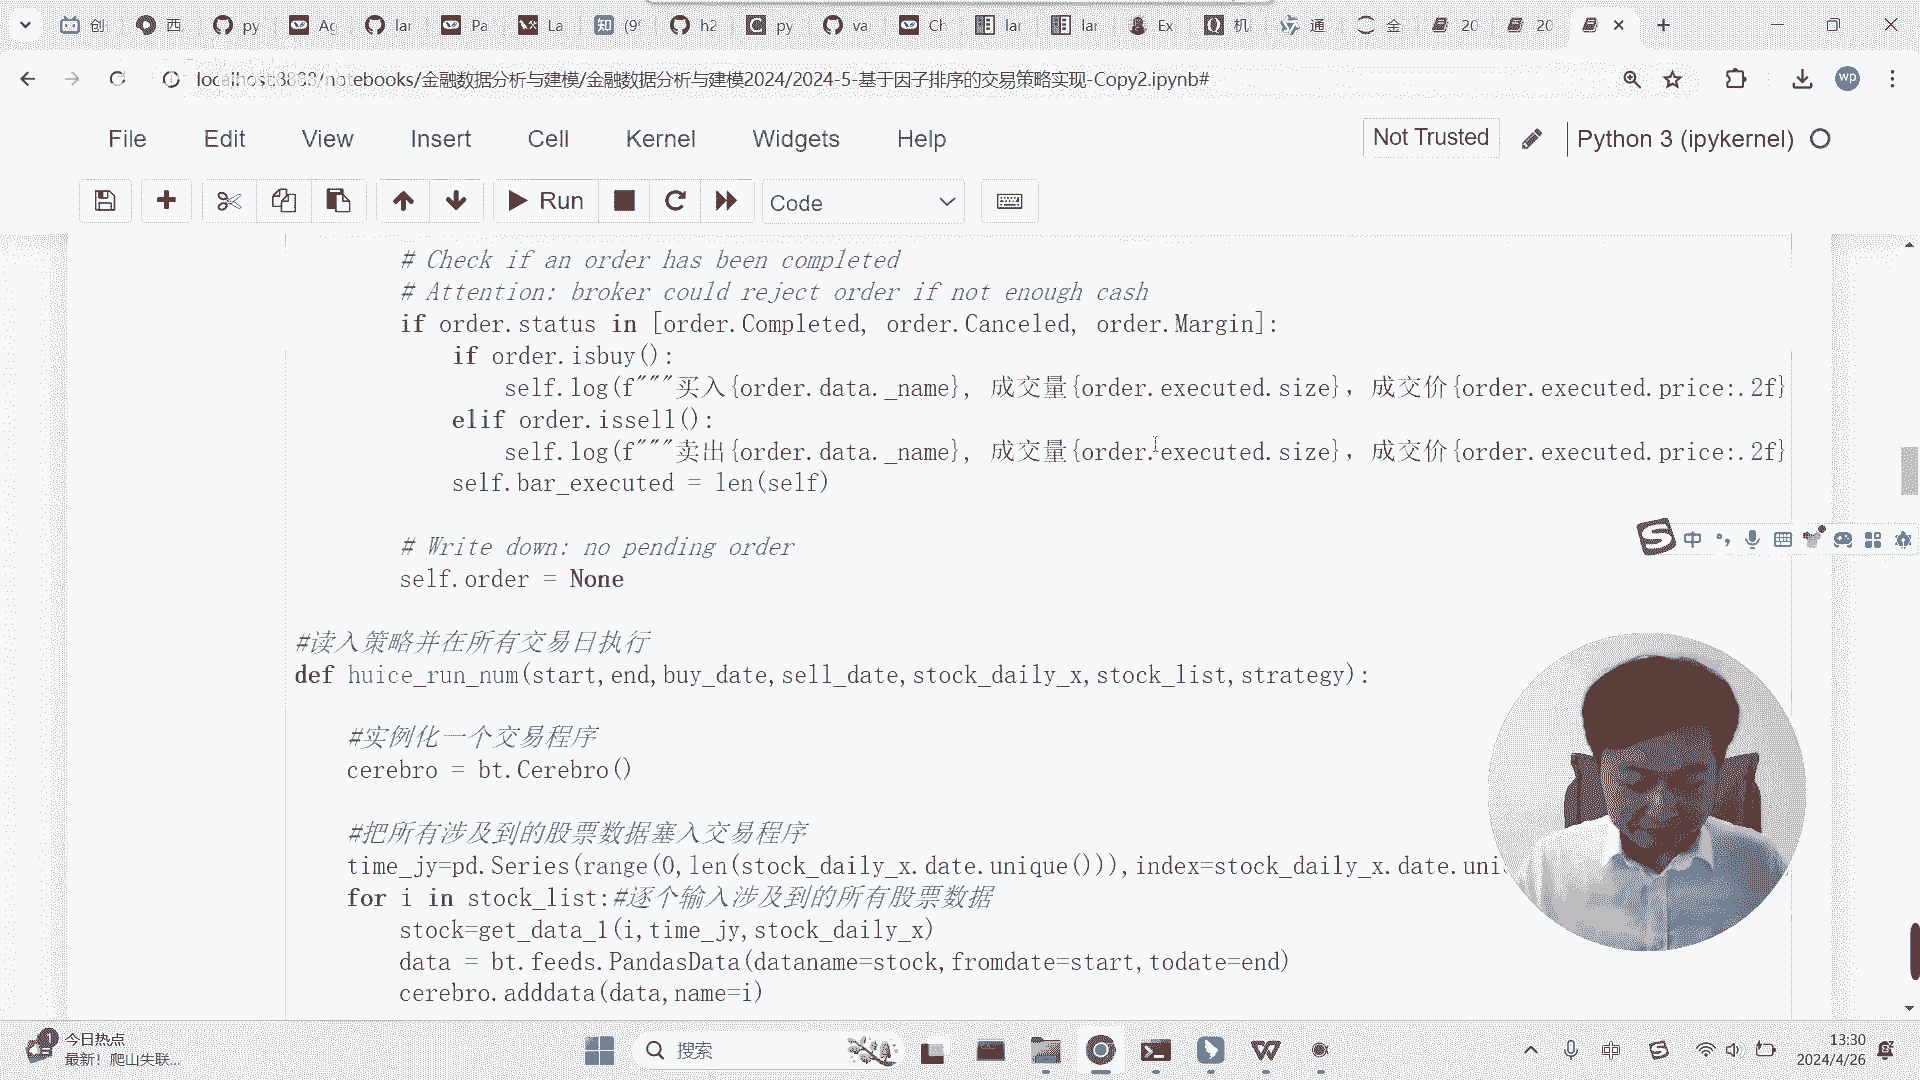 创
西
py
Ag
lar
Pa
La
知 (9
h2
py
va
Ch
lar
lar
Ex
机
通
金
20
20
localhost:8888/notebooks/金融数据分析与建模/金融数据分析与建模2024/2024-5-基于因子排序的交易策略实现-Copy2.ipynb#
wp
File Edit View Insert Cell Kernel Widgets Help
Not Trusted
Python 3 (ipykernel)
Run
Code
# Check if an order has been completed
# Attention: broker could reject order if not enough cash
if order.status in [order.Completed, order.Canceled, order.Margin]:
if order.isbuy():
self.log(f"""买入{order.data._name}, 成交量{order.executed.size}, 成交价{order.executed.price:.2f}
elif order.issell():
self.log(f"""卖出{order.data._name}, 成交量{order.executed.size}, 成交价{order.executed.price:.2f}
self.bar_executed = len(self)
# Write down: no pending order
self.order = None
#读入策略并在所有交易日执行
def huice_run_num(start,end,buy_date,sell_date,stock_daily_x,stock_list,strategy):
#实例化一个交易程序
cerebro = bt.Cerebro()
#把所有涉及到的股票数据塞入交易程序
time_jy=pd.Series(range(0,len(stock_daily_x.date.unique())),index=stock_daily_x.date.uni
for i in stock_list:#逐个输入涉及到的所有股票数据
stock=get_data_1(i,time_jy,stock_daily_x)
data = bt.feeds.PandasData(dataname=stock,fromdate=start,todate=end)
cerebro.adddata(data,name=i)
中
今日热点
最新！爬山失联...
搜索
中
13:30
2024/4/26